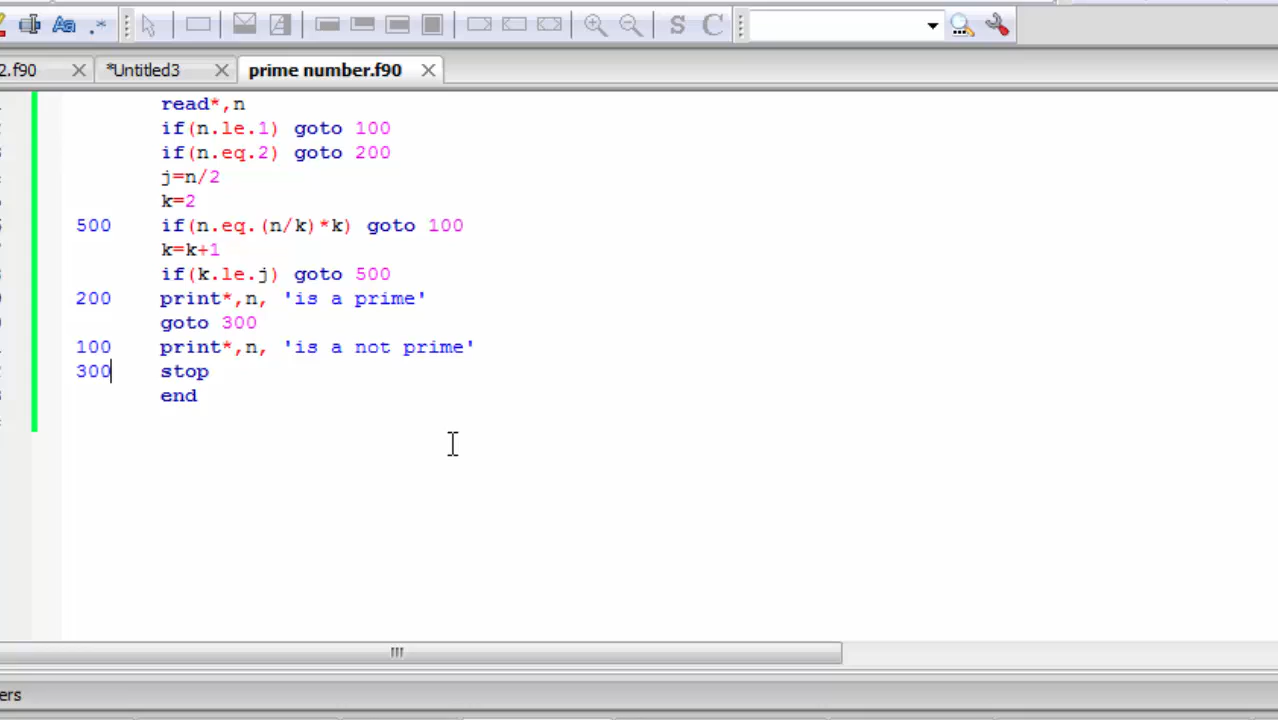 Aa .* S C
2.f90 *Untitled3 prime number.f90
read*,n
if(n.le.1) goto 100
if(n.eq.2) goto 200
j=n/2
k=2
500 if(n.eq.(n/k)*k) goto 100
k=k+1
if(k.le.j) goto 500
200 print*,n, 'is a prime'
goto 300
100 print*,n, 'is a not prime'
300 stop
end
ers